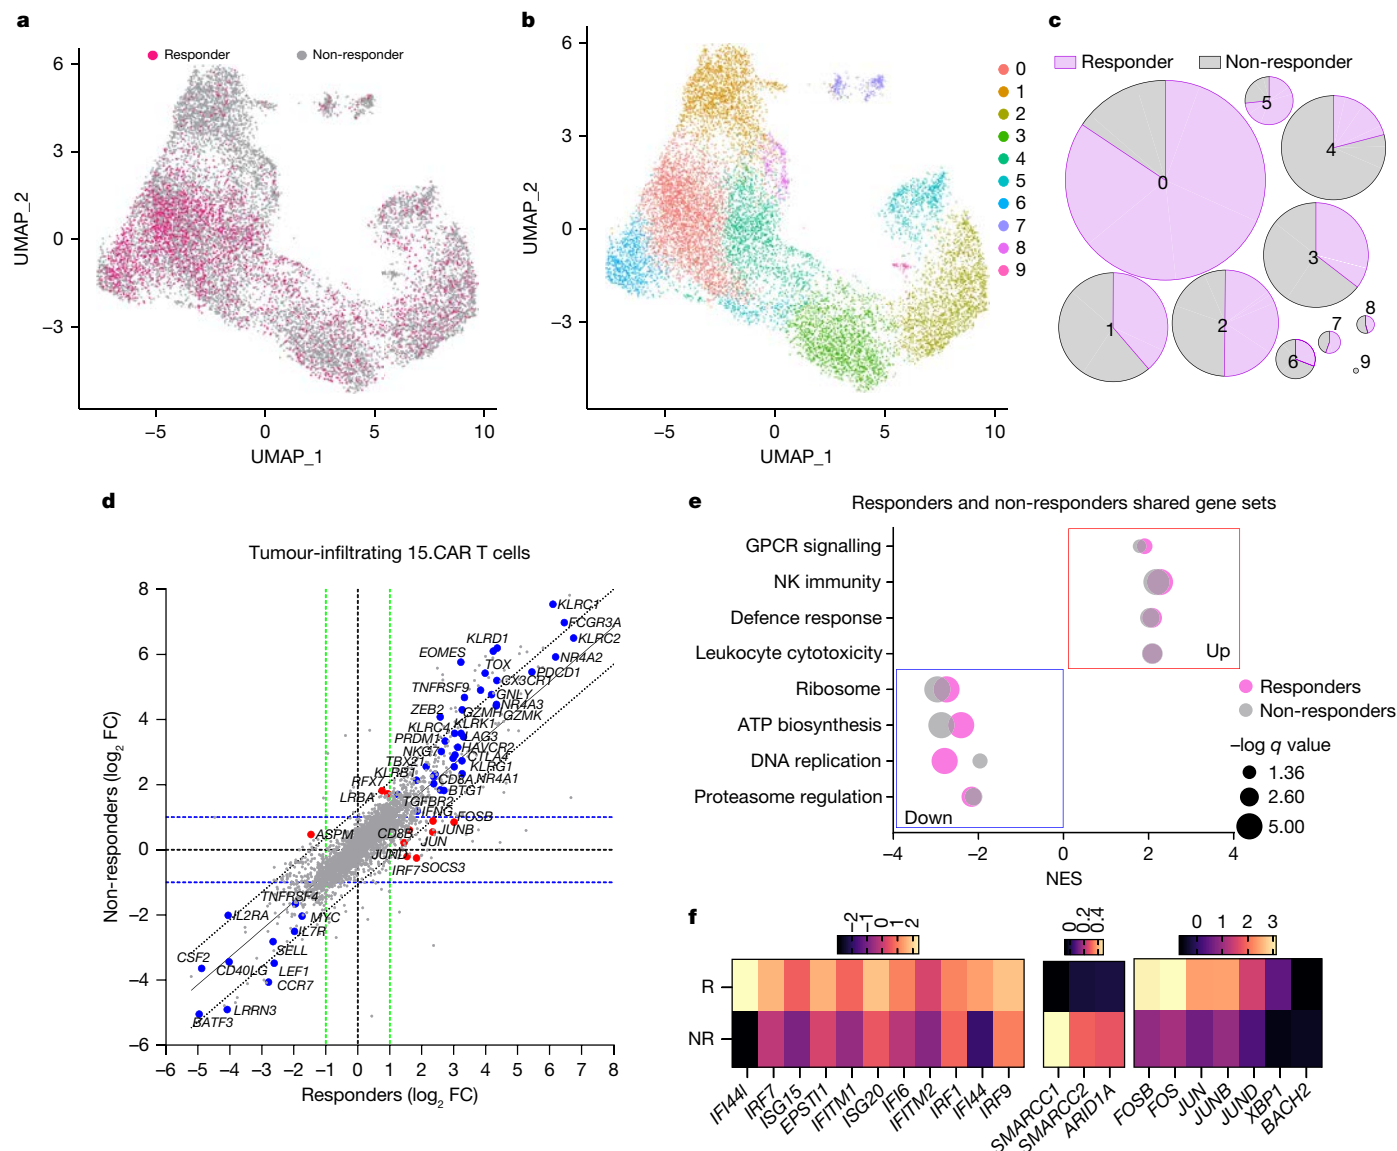 a
Responder
Non-responder
6
3
0
−3
UMAP_2
−5
0
5
10
UMAP_1
b
6
3
0
−3
UMAP_2
−5
0
5
10
UMAP_1
0
1
2
3
4
5
6
7
8
9
c
Responder
Non-responder
0
5
4
3
1
2
6
7
8
9
d
Tumour-infiltrating 15.CAR T cells
Non-responders (log2 FC)
8
6
4
2
0
−2
−4
−6
−6
−5
−4
−3
−2
−1
0
1
2
3
4
5
6
7
8
Responders (log2 FC)
KLRC1
FCGR3A
KLRC2
KLRD1
EOMES
NR4A2
TOX
PDCD1
CX3CR1
TNFRSF9
GNLY
NR4A3
ZEB2
GZMH
GZMK
KLRC4
KLRK1
PRDM1
LAG3
NKG7
HAVCR2
TBX21
CTLA4
KLRB1
KLRG1
RFX7
CD8A
NR4A1
LRBA
BTG1
TGFBR2
IFNG
FOSB
ASPM
CD8B
JUNB
JUN
JUND
IRF7
SOCS3
TNFRSF4
IL2RA
MYC
IL7R
SELL
CSF2
CD40LG
LEF1
CCR7
LRRN3
BATF3
e
Responders and non-responders shared gene sets
GPCR signalling
NK immunity
Defence response
Leukocyte cytotoxicity
Up
Ribosome
ATP biosynthesis
DNA replication
Proteasome regulation
Down
−4
−2
0
2
4
NES
Responders
Non-responders
−log q value
1.36
2.60
5.00
f
−2
−1
0
1
2
0
0.2
0.4
0
1
2
3
R
NR
IFI44l
IRF7
ISG15
EPSTI1
IFITM1
ISG20
IFI6
IFITM2
IRF1
IFI44
IRF9
SMARCC1
SMARCC2
ARID1A
FOSB
FOS
JUN
JUNB
JUND
XBP1
BACH2